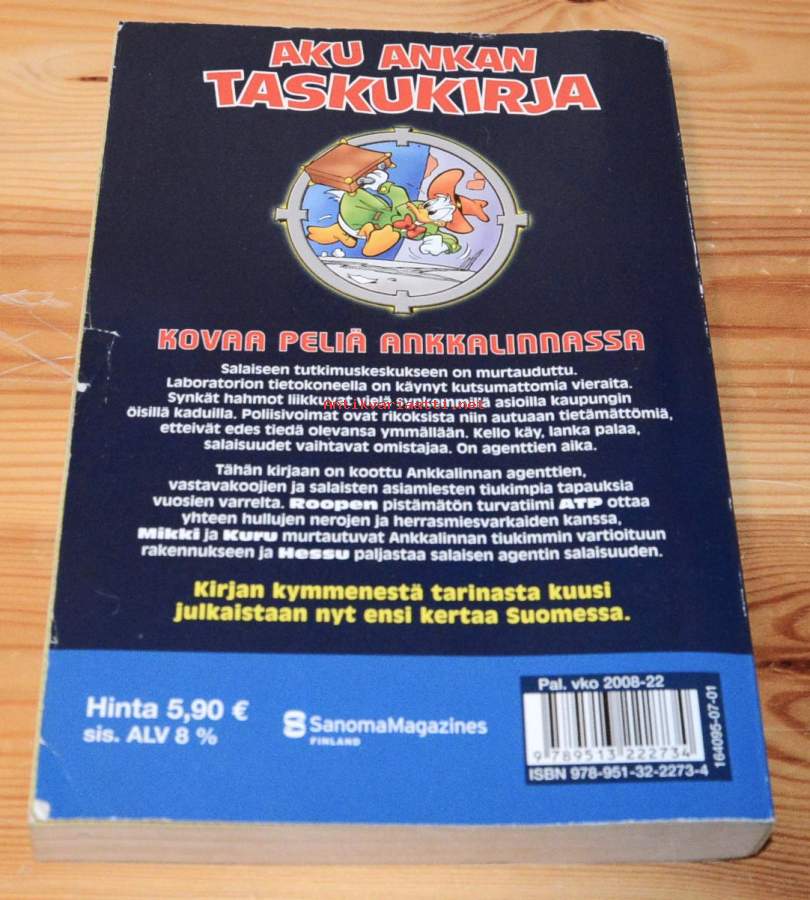 AKU ANKAN
TASKUKIRJA
KOVAA PELIÄ ANKKALINNASSA
Salaiseen tutkimuskeskukseen on murtauduttu.
Laboratorion tietokoneella on käynyt kutsumattomia vieraita.
Synkät hahmot liikkuvat vielä synkemmillä asioilla kaupungin
Antikvariaatti.net
öisillä kaduilla. Poliisivoimat ovat rikoksista niin autuaan tietämättömiä,
etteivät edes tiedä olevansa ymmällään. Kello käy, lanka palaa,
salaisuudet vaihtavat omistajaa. On agenttien aika.
Tähän kirjaan on koottu Ankkalinnan agenttien,
vastavakoojien ja salaisten asiamiesten tiukimpia tapauksia
vuosien varrelta. Roopen pistämätön turvatiimi ATP ottaa
yhteen hullujen nerojen ja herrasmiesvarkaiden kanssa,
Mikki ja Kuru murtautuvat Ankkalinnan tiukimmin vartioituun
rakennukseen ja Hessu paljastaa salaisen agentin salaisuuden.
Kirjan kymmenestä tarinasta kuusi
julkaistaan nyt ensi kertaa Suomessa.
Hinta 5,90 €
sis. ALV 8 %
SanomaMagazines
FINLAND
Pal. vko 2008-22
9 789513 222734
ISBN 978-951-32-2273-4
164095-07-01